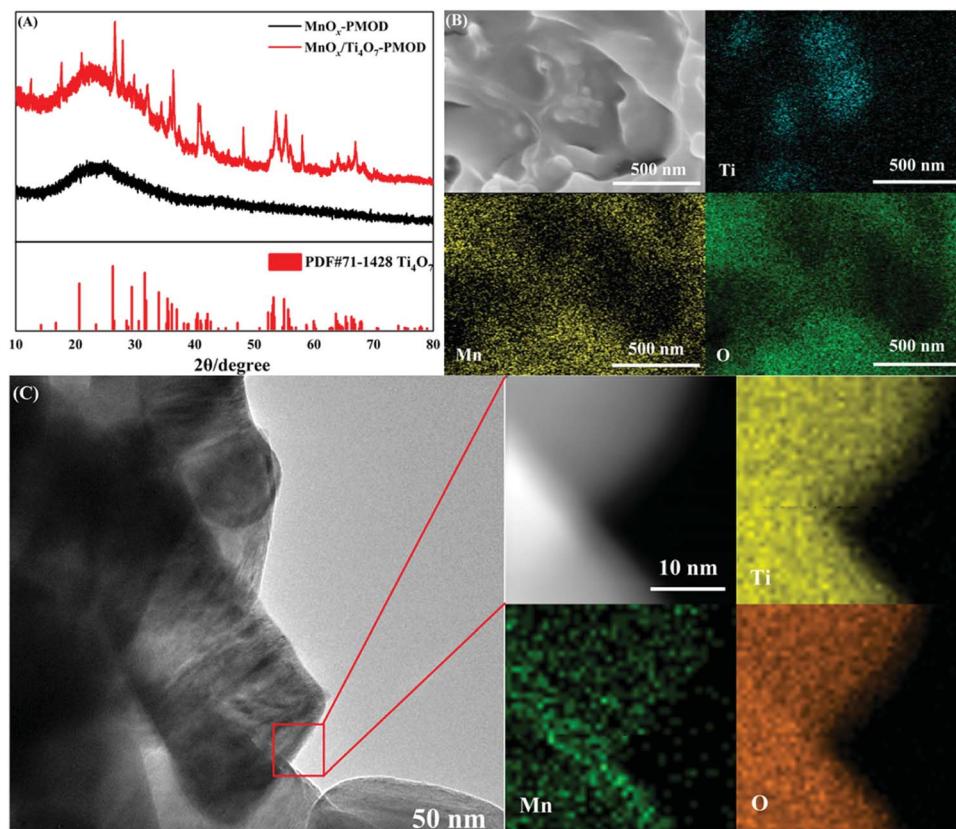 (A)
MnOₓ-PMOD
MnOₓ/Ti₄O₇-PMOD
PDF#71-1428 Ti₄O₇
10 20 30 40 50 60 70 80
2θ/degree
(B)
500 nm
Ti
500 nm
Mn
500 nm
O
500 nm
(C)
50 nm
10 nm
Ti
Mn
O